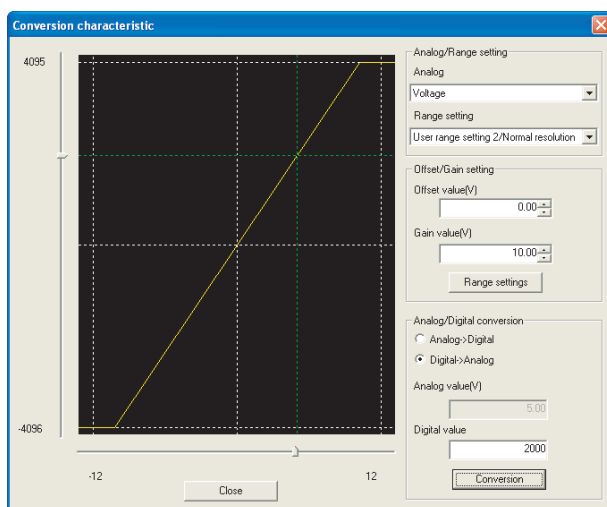 Conversion characteristic
4095
-4096
-12
12
Close
Analog/Range setting
Analog
Voltage
Range setting
User range setting 2/Normal resolution
Offset/Gain setting
Offset value(V)
0.00
Gain value(V)
10.00
Range settings
Analog/Digital conversion
Analog->Digital
Digital->Analog
Analog value(V)
5.00
Digital value
2000
Conversion